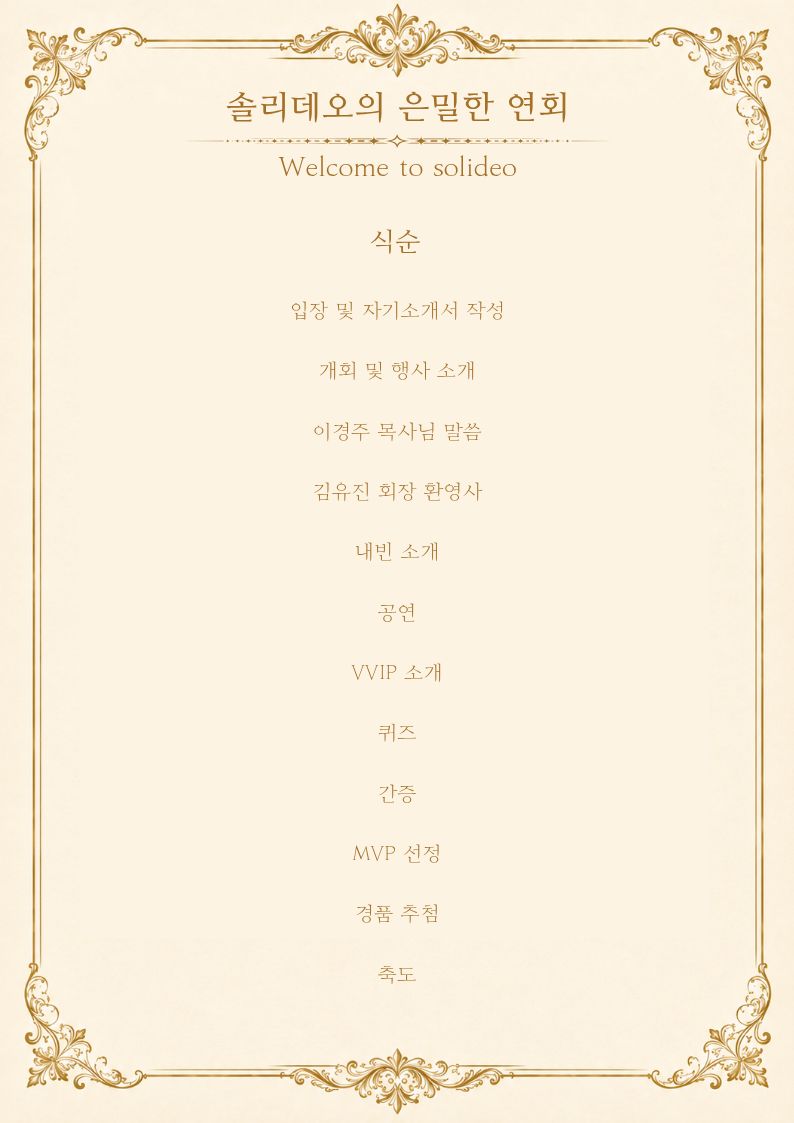 솔리데오의 은밀한 연회
Welcome to solideo
식순
입장 및 자기소개서 작성
개회 및 행사 소개
이경주 목사님 말씀
김유진 회장 환영사
내빈 소개
공연
VVIP 소개
퀴즈
간증
MVP 선정
경품 추첨
축도